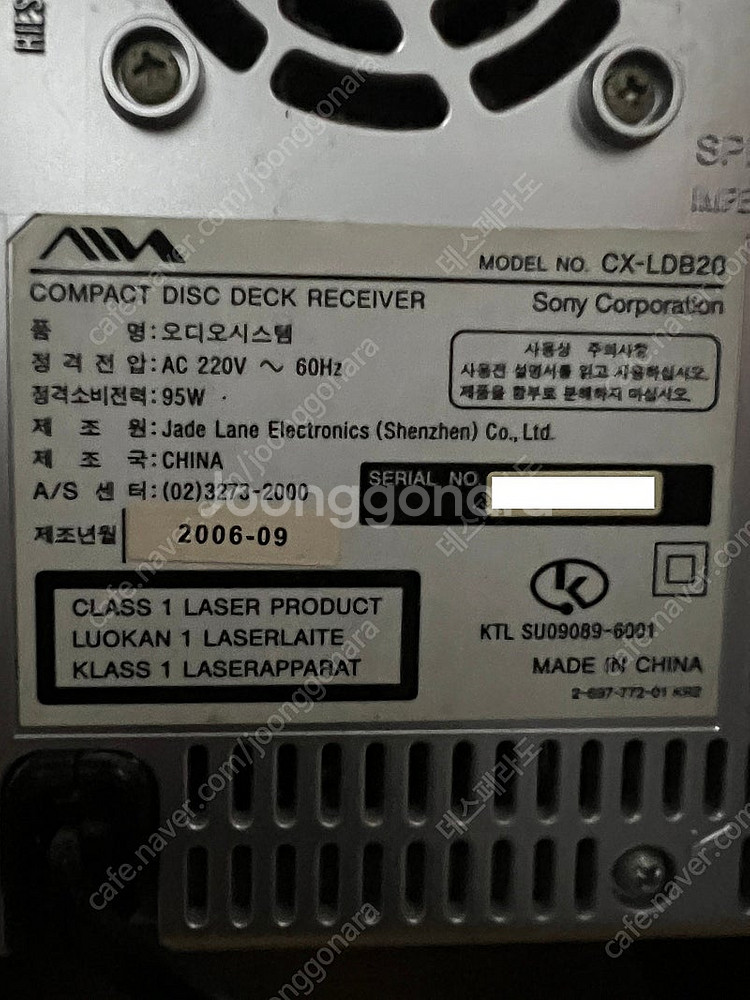 RIES
SPE
IMPE
AIWA
MODEL NO. CX-LDB20
COMPACT DISC DECK RECEIVER
Sony Corporation
품 명:오디오시스템
정 격 전 압:AC 220V ~ 60Hz
정격소비전력:95W
제 조 원:Jade Lane Electronics (Shenzhen) Co., Ltd.
제 조 국:CHINA
A/S 센 터:(02)3273-2000
제조년월 2006-09
사용상 주의사항
사용전 설명서를 읽고 사용하십시오.
제품을 함부로 분해하지 마십시오.
SERIAL NO
CLASS 1 LASER PRODUCT
LUOKAN 1 LASERLAITE
KLASS 1 LASERAPPARAT
KTL SU09089-6001
MADE IN CHINA
2-697-772-01 KR2
Joonggonara
cafe.naver.com/joonggonara
데스페라도